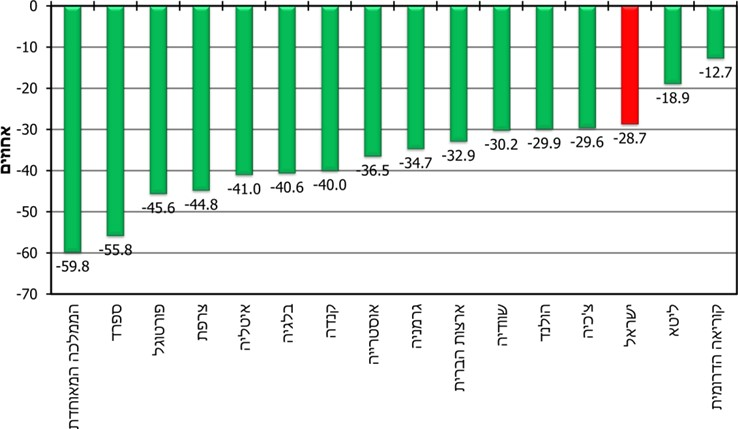 0
-10
-20
-30
-40
-50
-60
-70
אחוזים
-59.8
-55.8
-45.6
-44.8
-41.0
-40.6
-40.0
-36.5
-34.7
-32.9
-30.2
-29.9
-29.6
-28.7
-18.9
-12.7
הממלכה המאוחדת
ספרד
פורטוגל
צרפת
איטליה
בלגיה
קנדה
אוסטרייה
גרמניה
ארצות הברית
שוודיה
הולנד
צ'כיה
ישראל
ליטא
קוריאה הדרומית